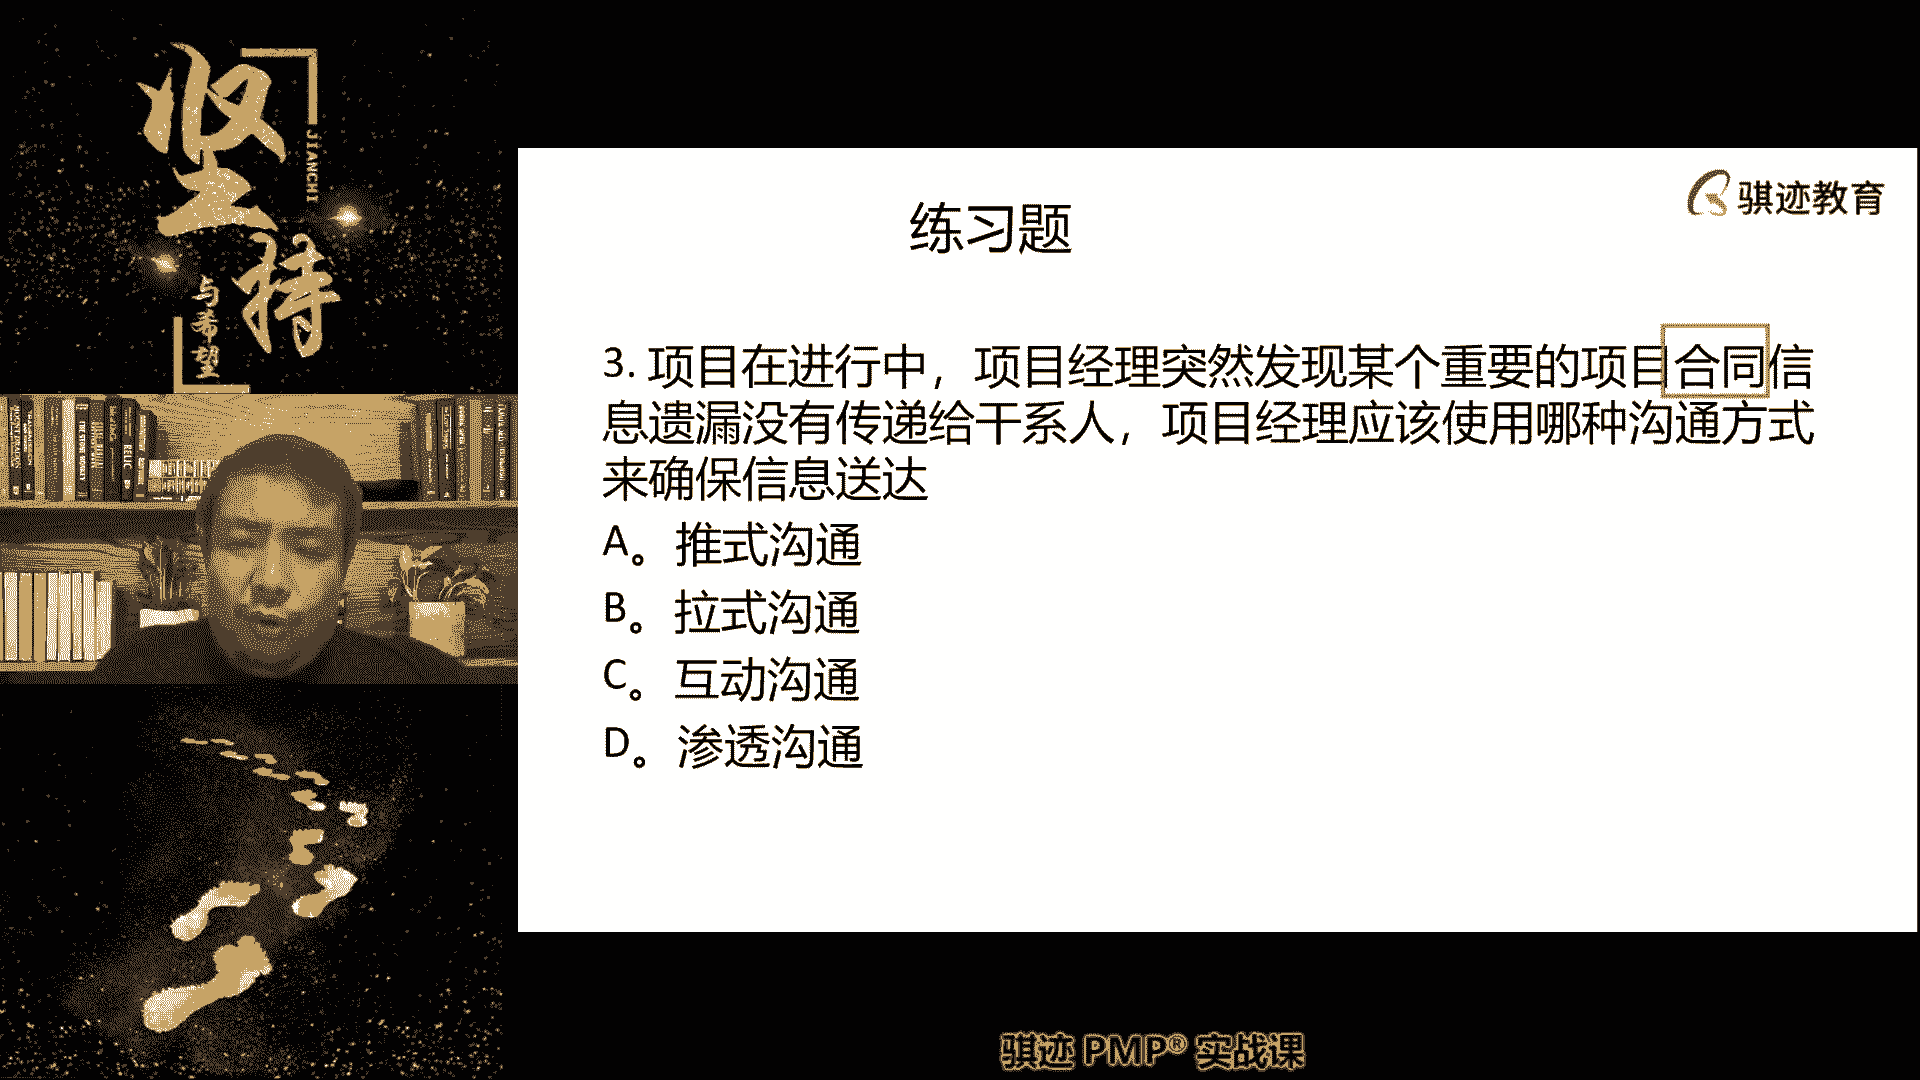 坚持
JIANCHI
与希望
骐迹教育
练习题
3. 项目在进行中，项目经理突然发现某个重要的项目合同信
息遗漏没有传递给干系人，项目经理应该使用哪种沟通方式
来确保信息送达
A。推式沟通
B。拉式沟通
C。互动沟通
D。渗透沟通
骐迹 PMP® 实战课